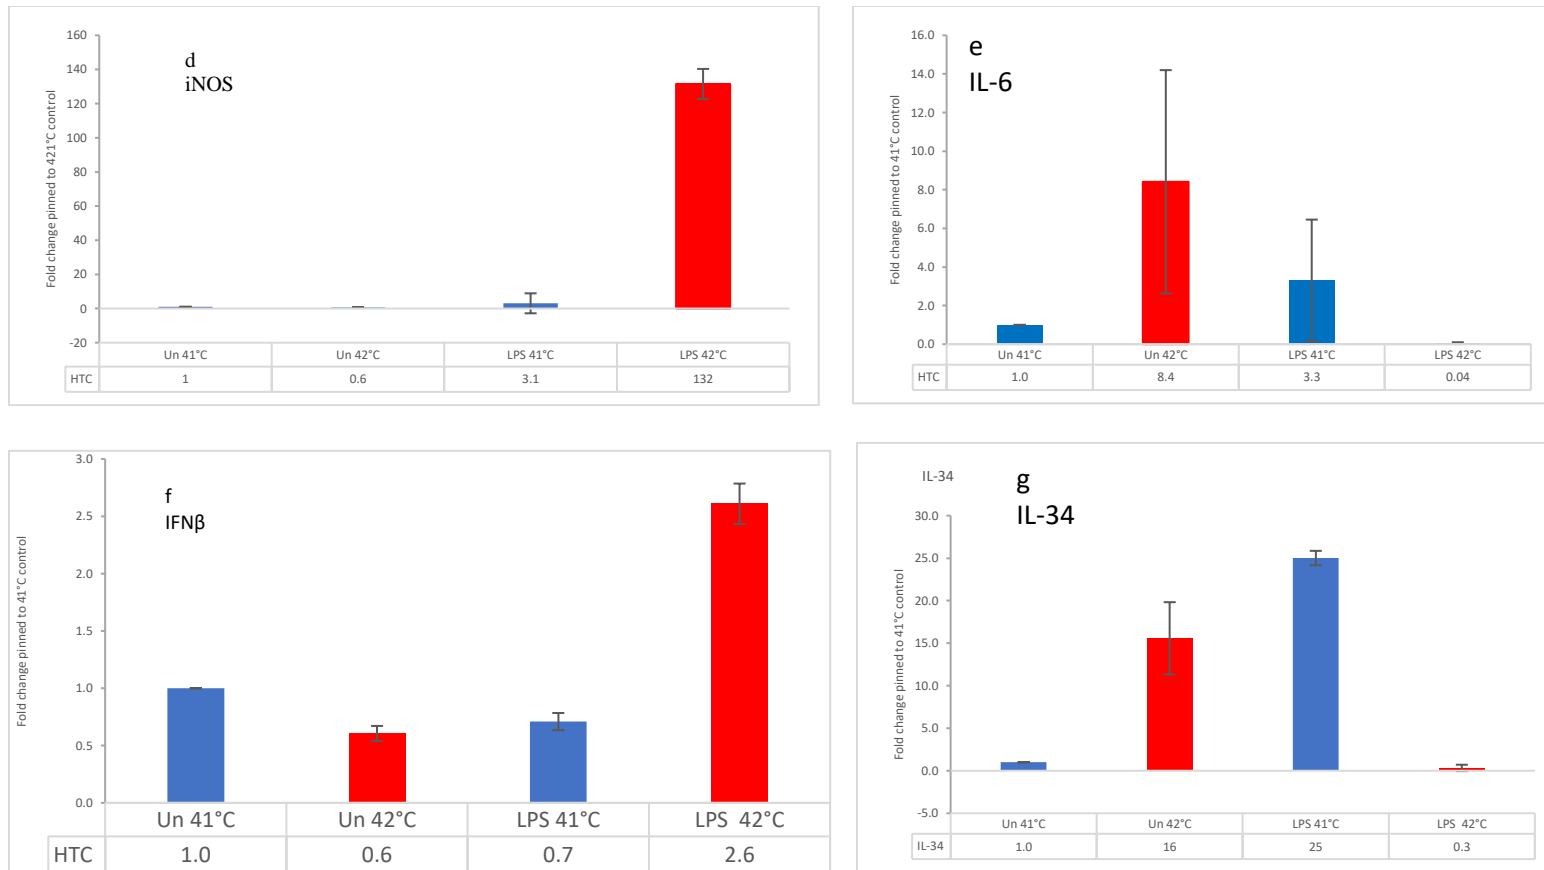 d
iNOS
Fold change pinned to 421°C control
160
140
120
100
80
60
40
20
0
-20
Un 41°C Un 42°C LPS 41°C LPS 42°C
HTC 1 0.6 3.1 132
e
IL-6
Fold change pinned to 41°C control
16.0
14.0
12.0
10.0
8.0
6.0
4.0
2.0
0.0
Un 41°C Un 42°C LPS 41°C LPS 42°C
HTC 1.0 8.4 3.3 0.04
f
IFNβ
Fold change pinned to 41°C control
3.0
2.5
2.0
1.5
1.0
0.5
0.0
Un 41°C Un 42°C LPS 41°C LPS 42°C
HTC 1.0 0.6 0.7 2.6
IL-34
g
IL-34
Fold change pinned to 41°C control
30.0
25.0
20.0
15.0
10.0
5.0
0.0
-5.0
Un 41°C Un 42°C LPS 41°C LPS 42°C
IL-34 1.0 16 25 0.3